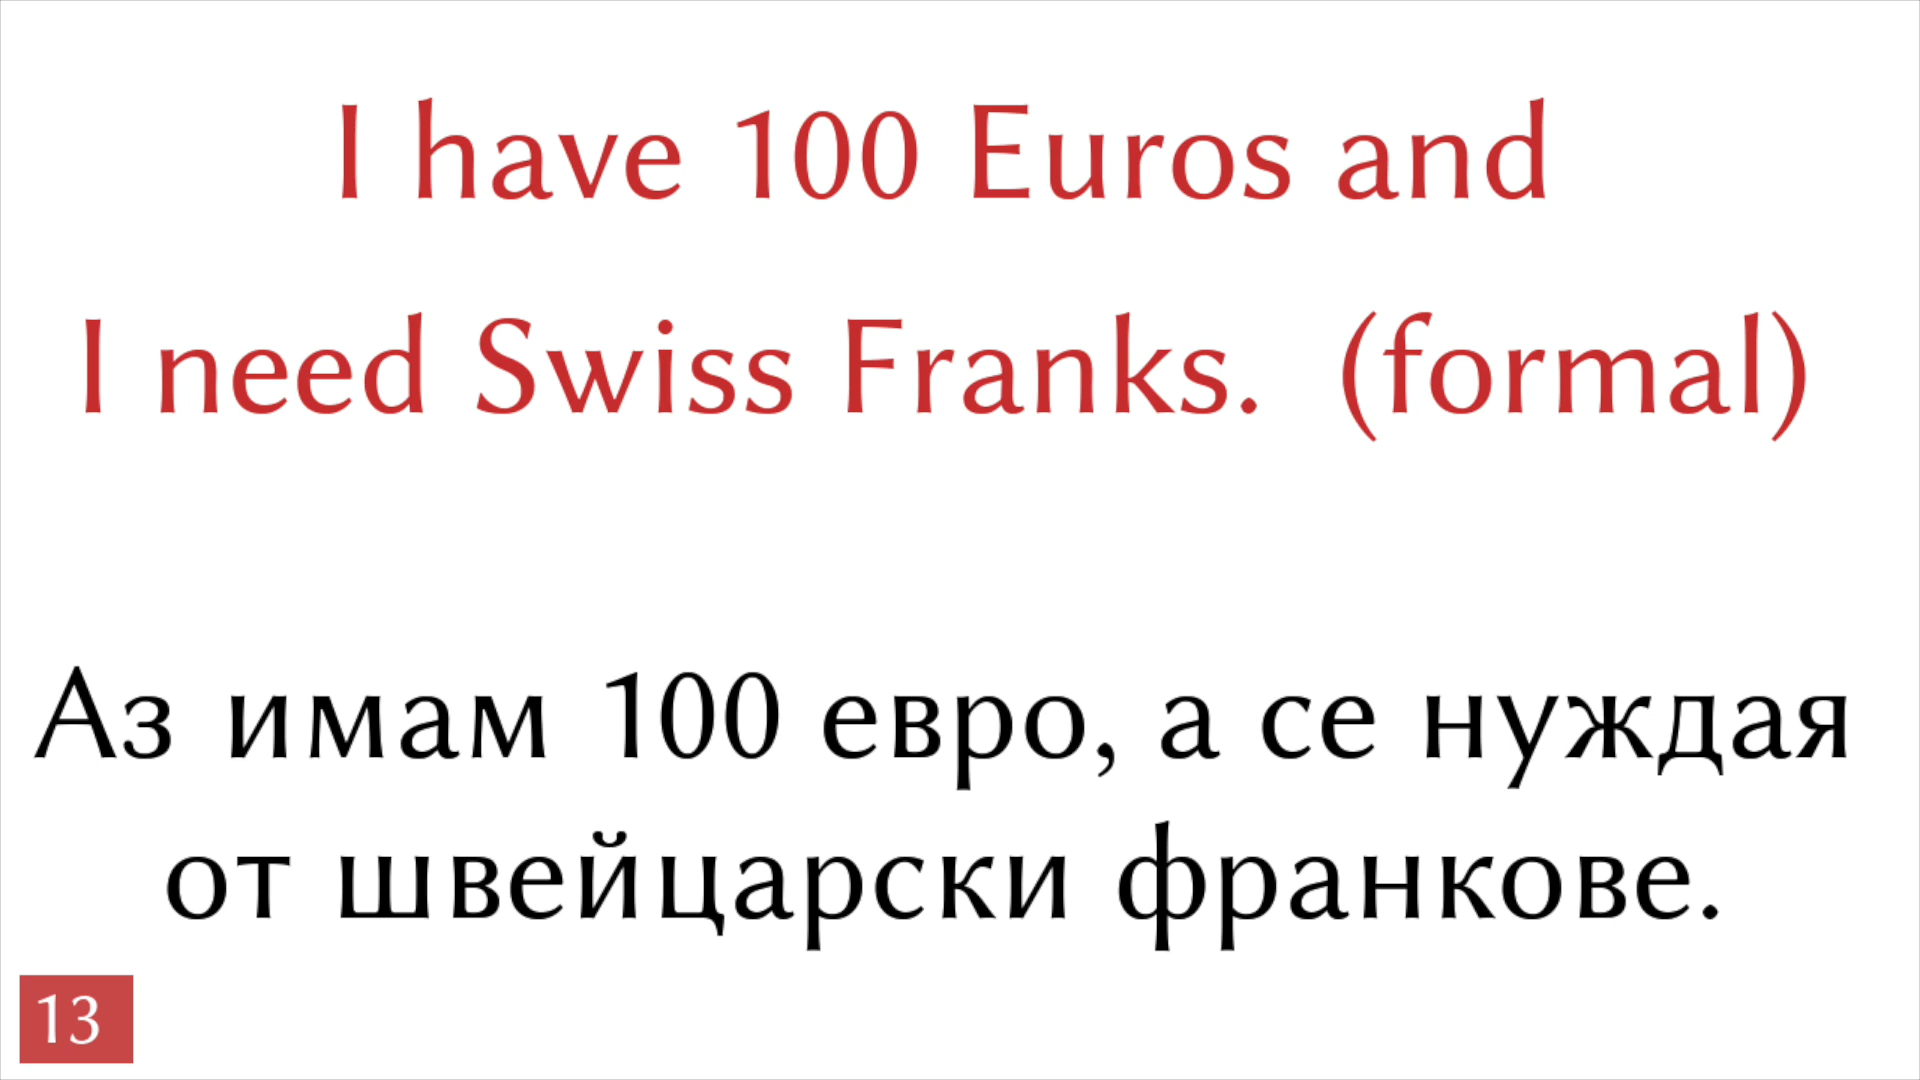 I have 100 Euros and
I need Swiss Franks. (formal)
Аз имам 100 евро, а се нуждая
от швейцарски франкове.
13